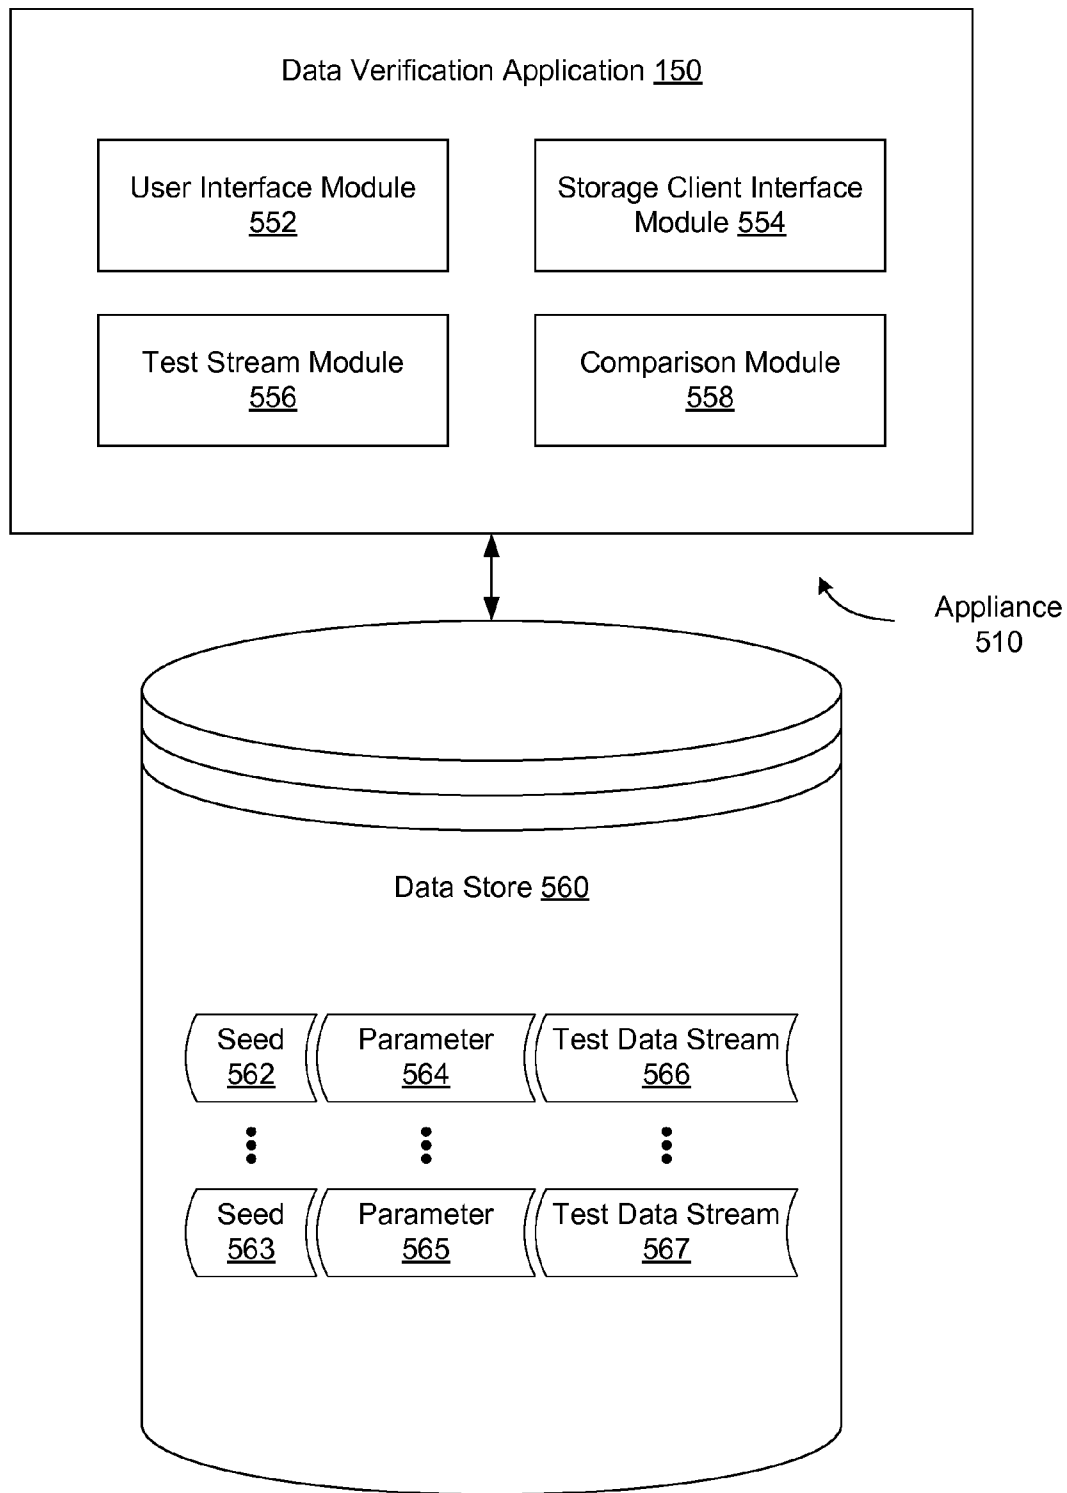 Data Verification Application 150
User Interface Module
552
Storage Client Interface
Module 554
Test Stream Module
556
Comparison Module
558
Appliance
510
Data Store 560
Seed
562
Parameter
564
Test Data Stream
566
Seed
563
Parameter
565
Test Data Stream
567